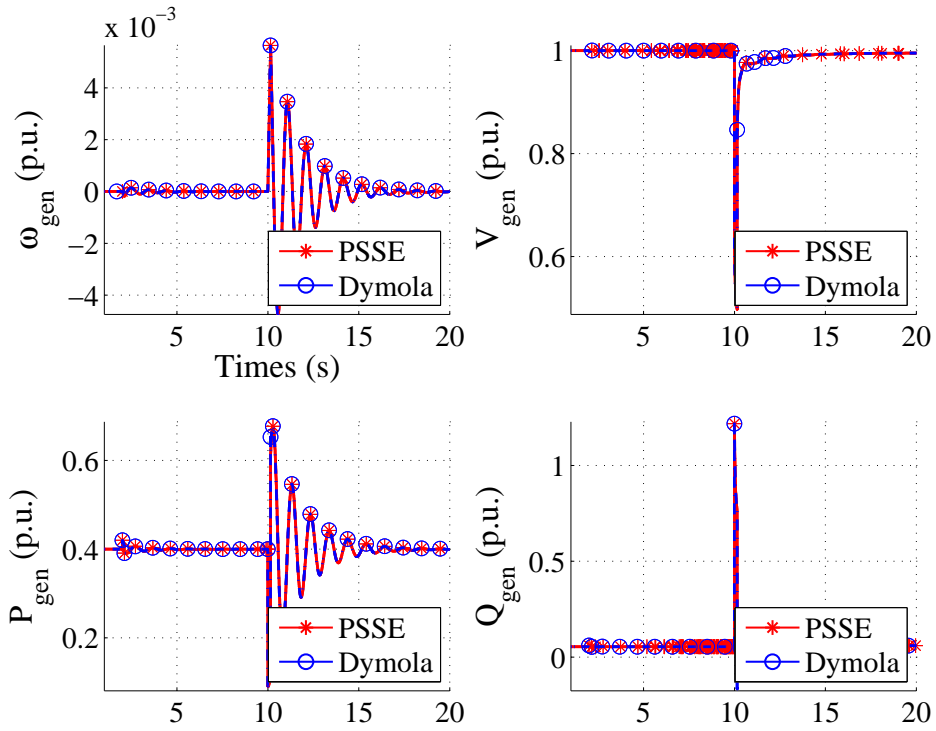 x 10⁻³
4
2
0
−2
−4
ω_gen (p.u.)
5
10
15
20
Times (s)
PSSE
Dymola
1
0.8
0.6
V_gen (p.u.)
5
10
15
20
PSSE
Dymola
0.6
0.4
0.2
P_gen (p.u.)
5
10
15
20
PSSE
Dymola
1
0.5
0
Q_gen (p.u.)
5
10
15
20
PSSE
Dymola